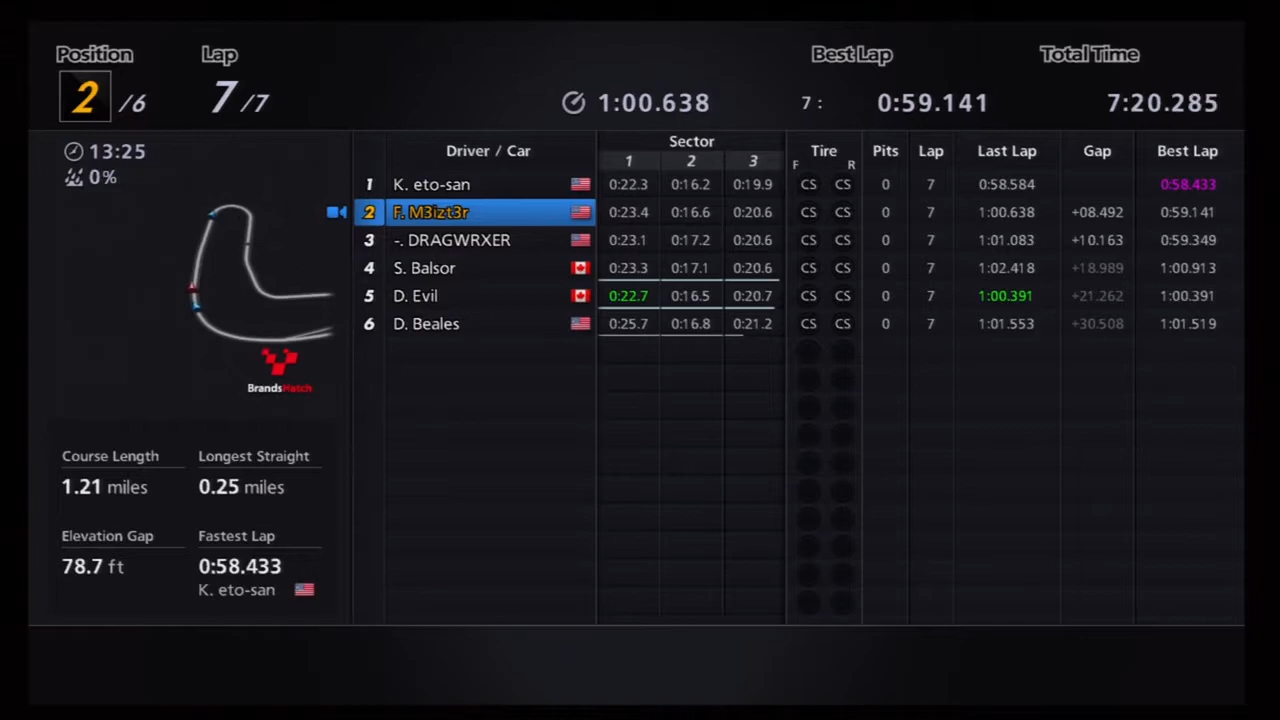 Position Lap Best Lap Total Time
2 /6 7 /7 1:00.638 7 : 0:59.141 7:20.285
13:25
0%
BrandsHatch
Course Length Longest Straight
1.21 miles 0.25 miles
Elevation Gap Fastest Lap
78.7 ft 0:58.433
K. eto-san
Driver / Car Sector Tire Pits Lap Last Lap Gap Best Lap
1 2 3 F R
1 K. eto-san 0:22.3 0:16.2 0:19.9 CS CS 0 7 0:58.584 0:58.433
2 F. M3izt3r 0:23.4 0:16.6 0:20.6 CS CS 0 7 1:00.638 +08.492 0:59.141
3 -. DRAGWRXER 0:23.1 0:17.2 0:20.6 CS CS 0 7 1:01.083 +10.163 0:59.349
4 S. Balsor 0:23.3 0:17.1 0:20.6 CS CS 0 7 1:02.418 +18.989 1:00.913
5 D. Evil 0:22.7 0:16.5 0:20.7 CS CS 0 7 1:00.391 +21.262 1:00.391
6 D. Beales 0:25.7 0:16.8 0:21.2 CS CS 0 7 1:01.553 +30.508 1:01.519